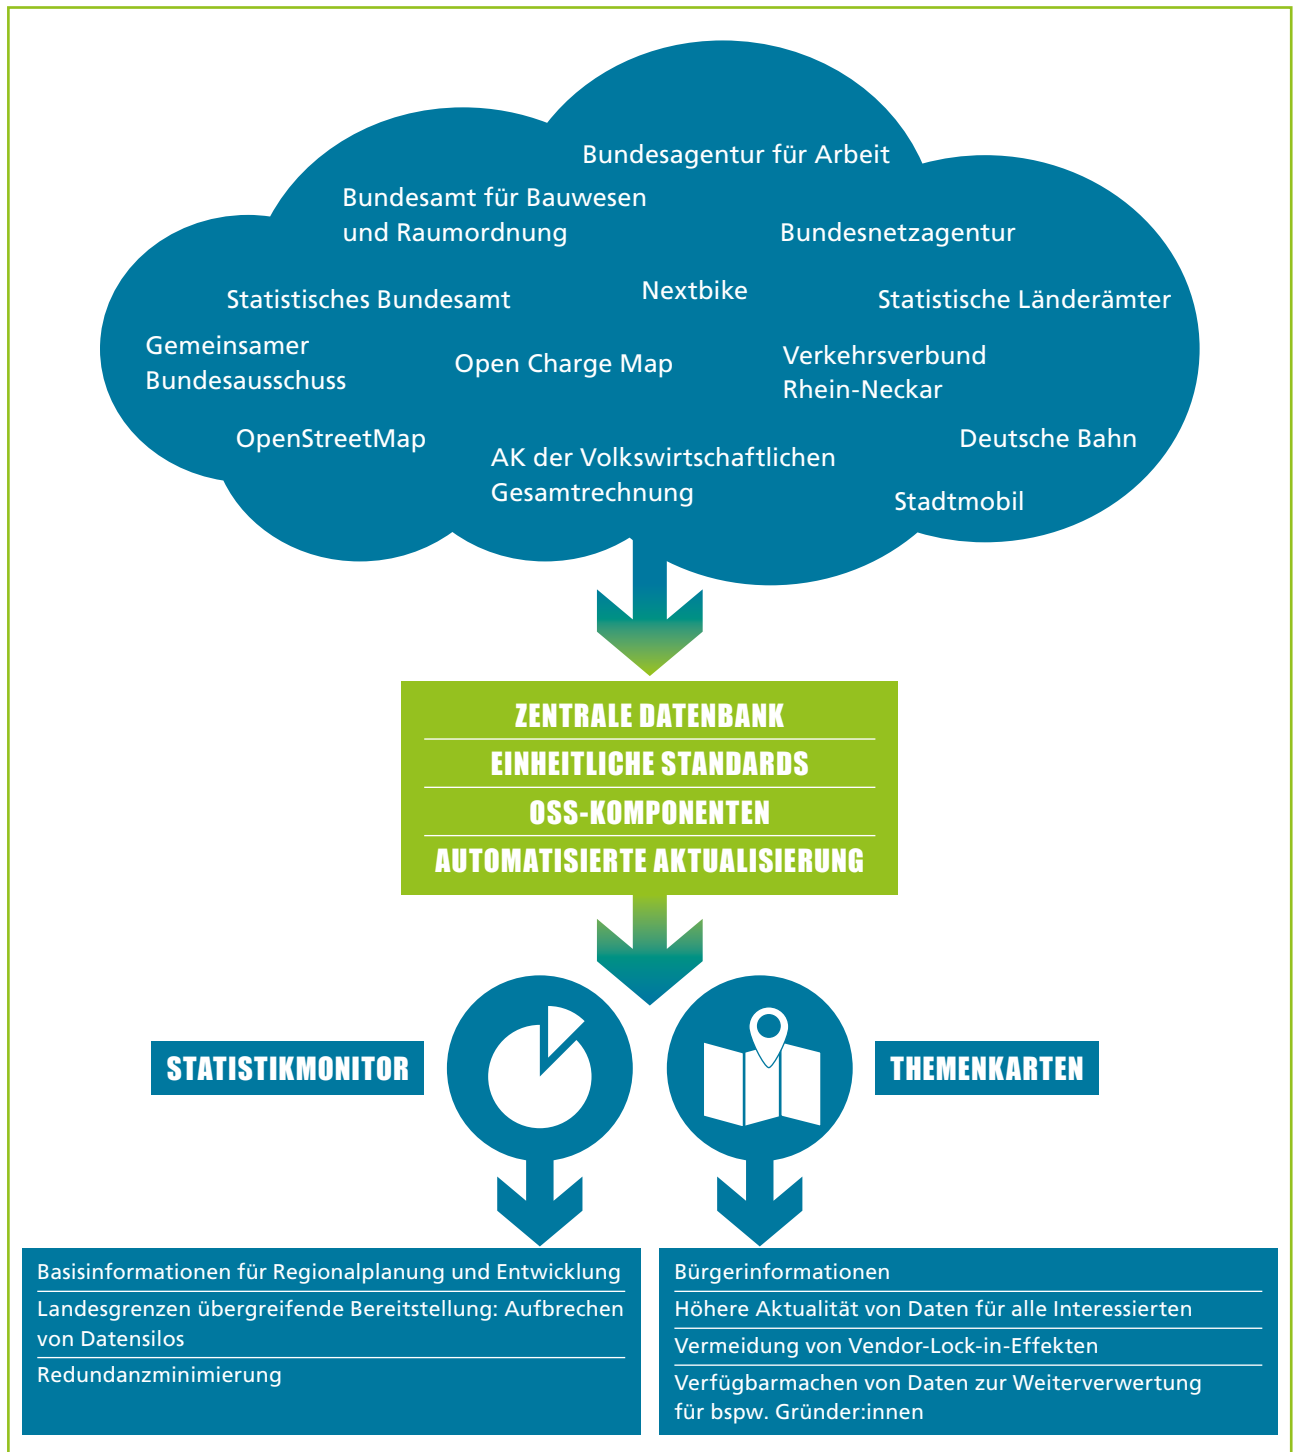 Bundesagentur für Arbeit
Bundesamt für Bauwesen
und Raumordnung
Bundesnetzagentur
Nextbike
Statistisches Bundesamt
Statistische Länderämter
Gemeinsamer
Bundesausschuss
Open Charge Map
Verkehrsverbund
Rhein-Neckar
OpenStreetMap
Deutsche Bahn
AK der Volkswirtschaftlichen
Gesamtrechnung
Stadtmobil
ZENTRALE DATENBANK
EINHEITLICHE STANDARDS
OSS-KOMPONENTEN
AUTOMATISIERTE AKTUALISIERUNG
STATISTIKMONITOR
THEMENKARTEN
Basisinformationen für Regionalplanung und Entwicklung
Landesgrenzen übergreifende Bereitstellung: Aufbrechen
von Datensilos
Redundanzminimierung
Bürgerinformationen
Höhere Aktualität von Daten für alle Interessierten
Vermeidung von Vendor-Lock-in-Effekten
Verfügbarmachen von Daten zur Weiterverwertung
für bspw. Gründer:innen